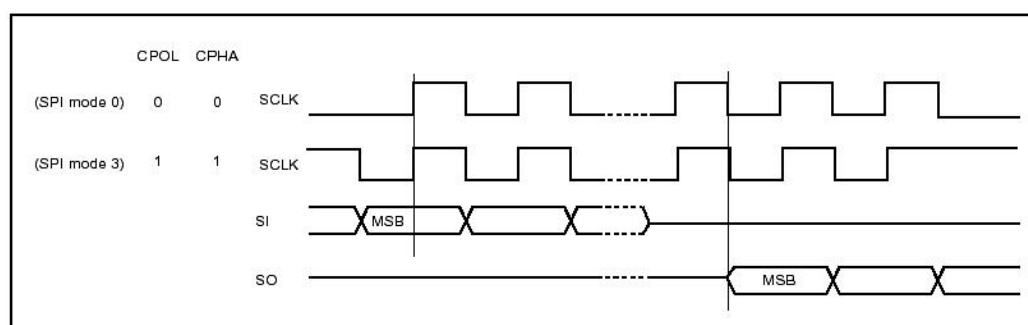 CPOL CPHA
(SPI mode 0) 0 0 SCLK
(SPI mode 3) 1 1 SCLK
SI MSB
SO MSB